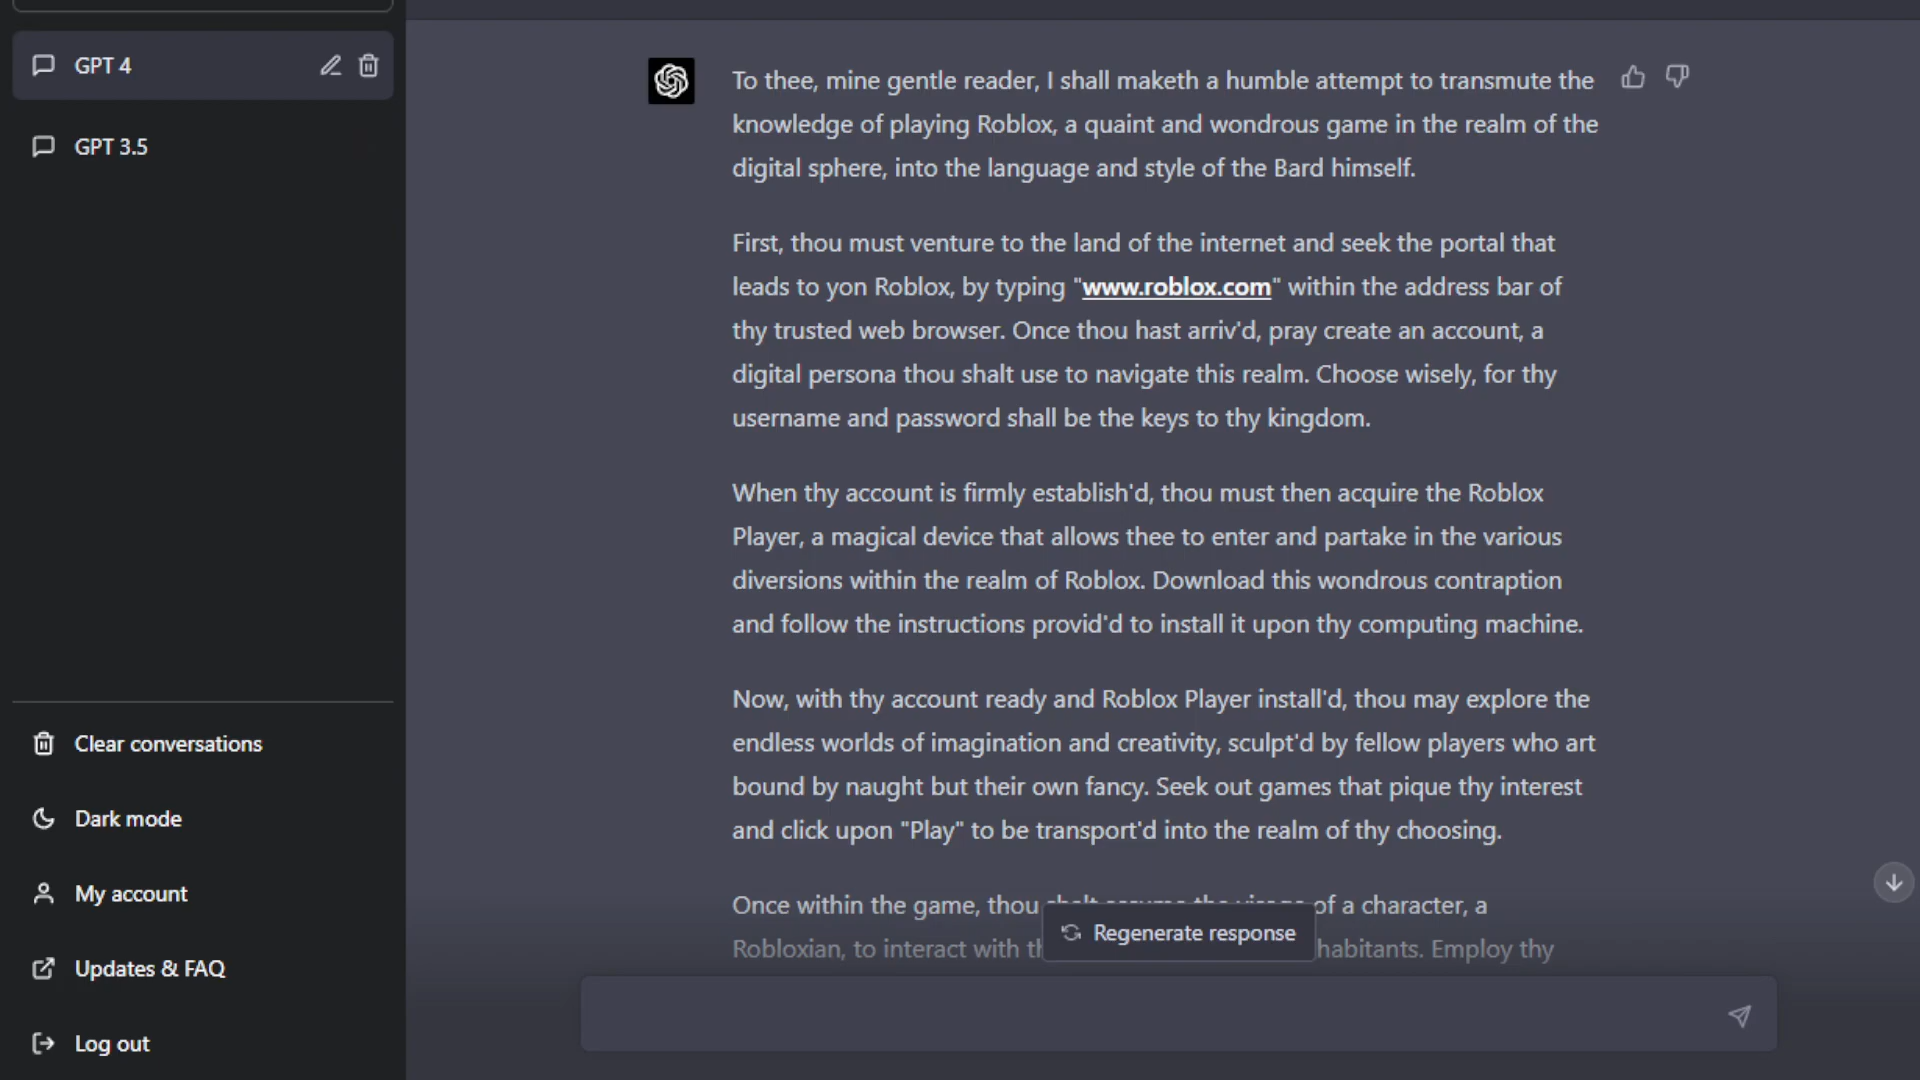 GPT 4
GPT 3.5
Clear conversations
Dark mode
My account
Updates & FAQ
Log out
To thee, mine gentle reader, I shall maketh a humble attempt to transmute the
knowledge of playing Roblox, a quaint and wondrous game in the realm of the
digital sphere, into the language and style of the Bard himself.
First, thou must venture to the land of the internet and seek the portal that
leads to yon Roblox, by typing "www.roblox.com" within the address bar of
thy trusted web browser. Once thou hast arriv'd, pray create an account, a
digital persona thou shalt use to navigate this realm. Choose wisely, for thy
username and password shall be the keys to thy kingdom.
When thy account is firmly establish'd, thou must then acquire the Roblox
Player, a magical device that allows thee to enter and partake in the various
diversions within the realm of Roblox. Download this wondrous contraption
and follow the instructions provid'd to install it upon thy computing machine.
Now, with thy account ready and Roblox Player install'd, thou may explore the
endless worlds of imagination and creativity, sculpt'd by fellow players who art
bound by naught but their own fancy. Seek out games that pique thy interest
and click upon "Play" to be transport'd into the realm of thy choosing.
Once within the game, thou shalt assume the visage of a character, a
Robloxian, to interact with habitants. Employ thy
Regenerate response